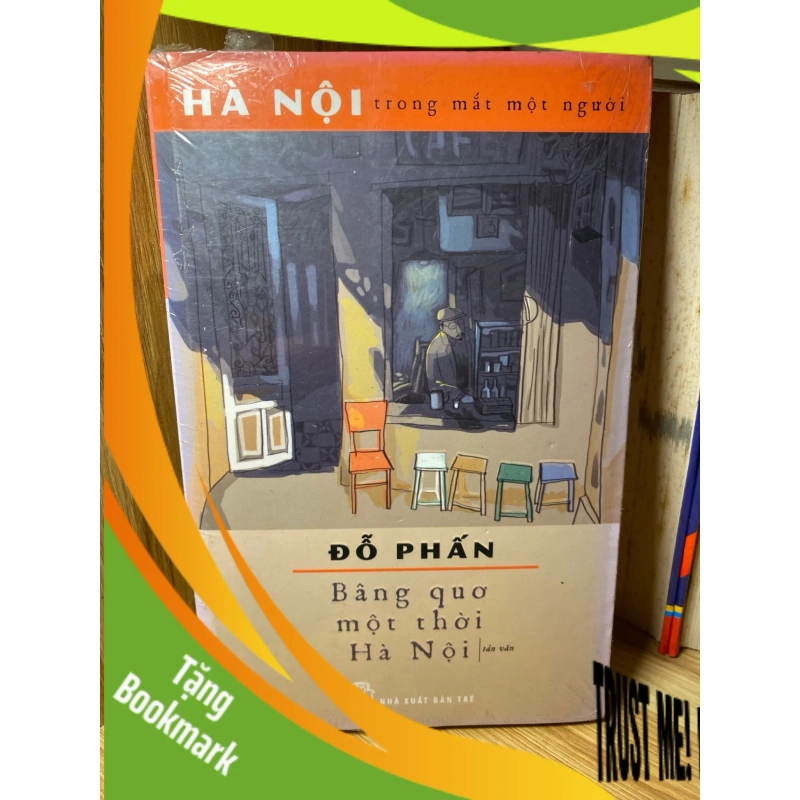 HÀ NỘI trong mắt một người
CAFE
ĐỖ PHẤN
Bâng quơ
một thời
Hà Nội tản văn
NHÀ XUẤT BẢN TRẺ
Tặng
Bookmark
TRUST ME!